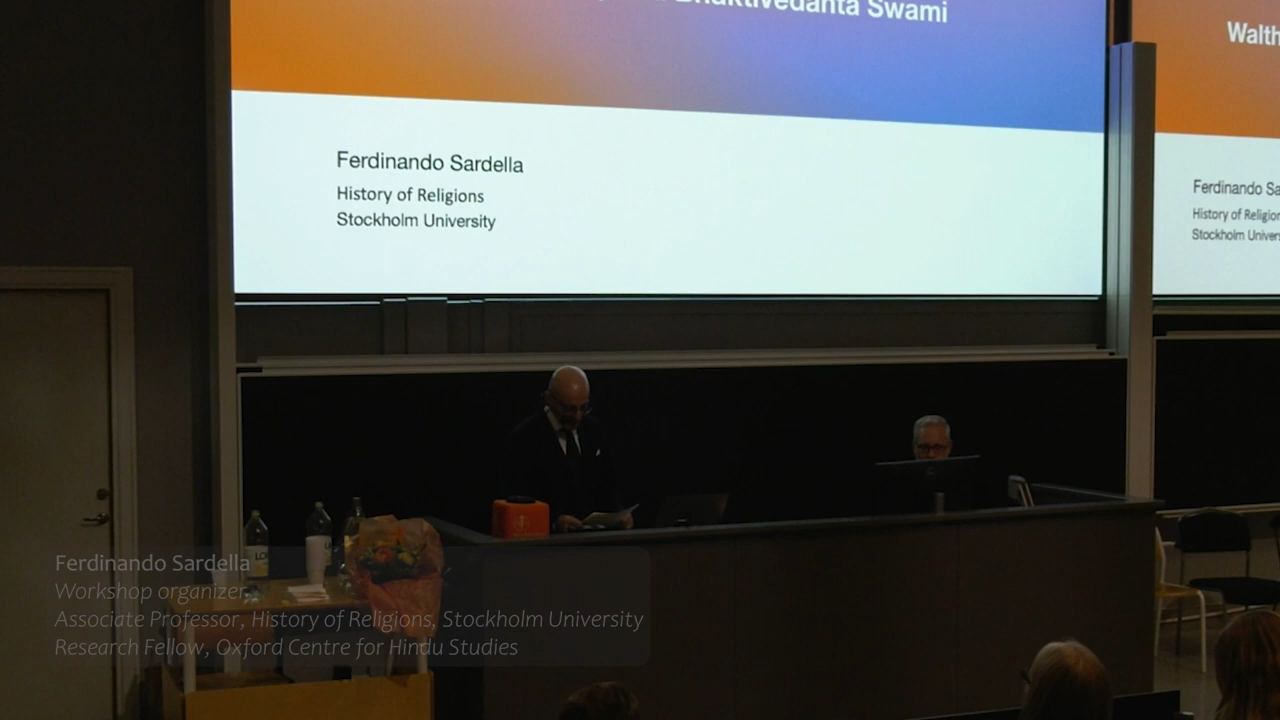 Bhaktivedanta Swami
Ferdinando Sardella
History of Religions
Stockholm University
Walth
Ferdinando Sa
History of Religion
Stockholm Univers
Ferdinando Sardella
Workshop organizer,
Associate Professor, History of Religions, Stockholm University
Research Fellow, Oxford Centre for Hindu Studies